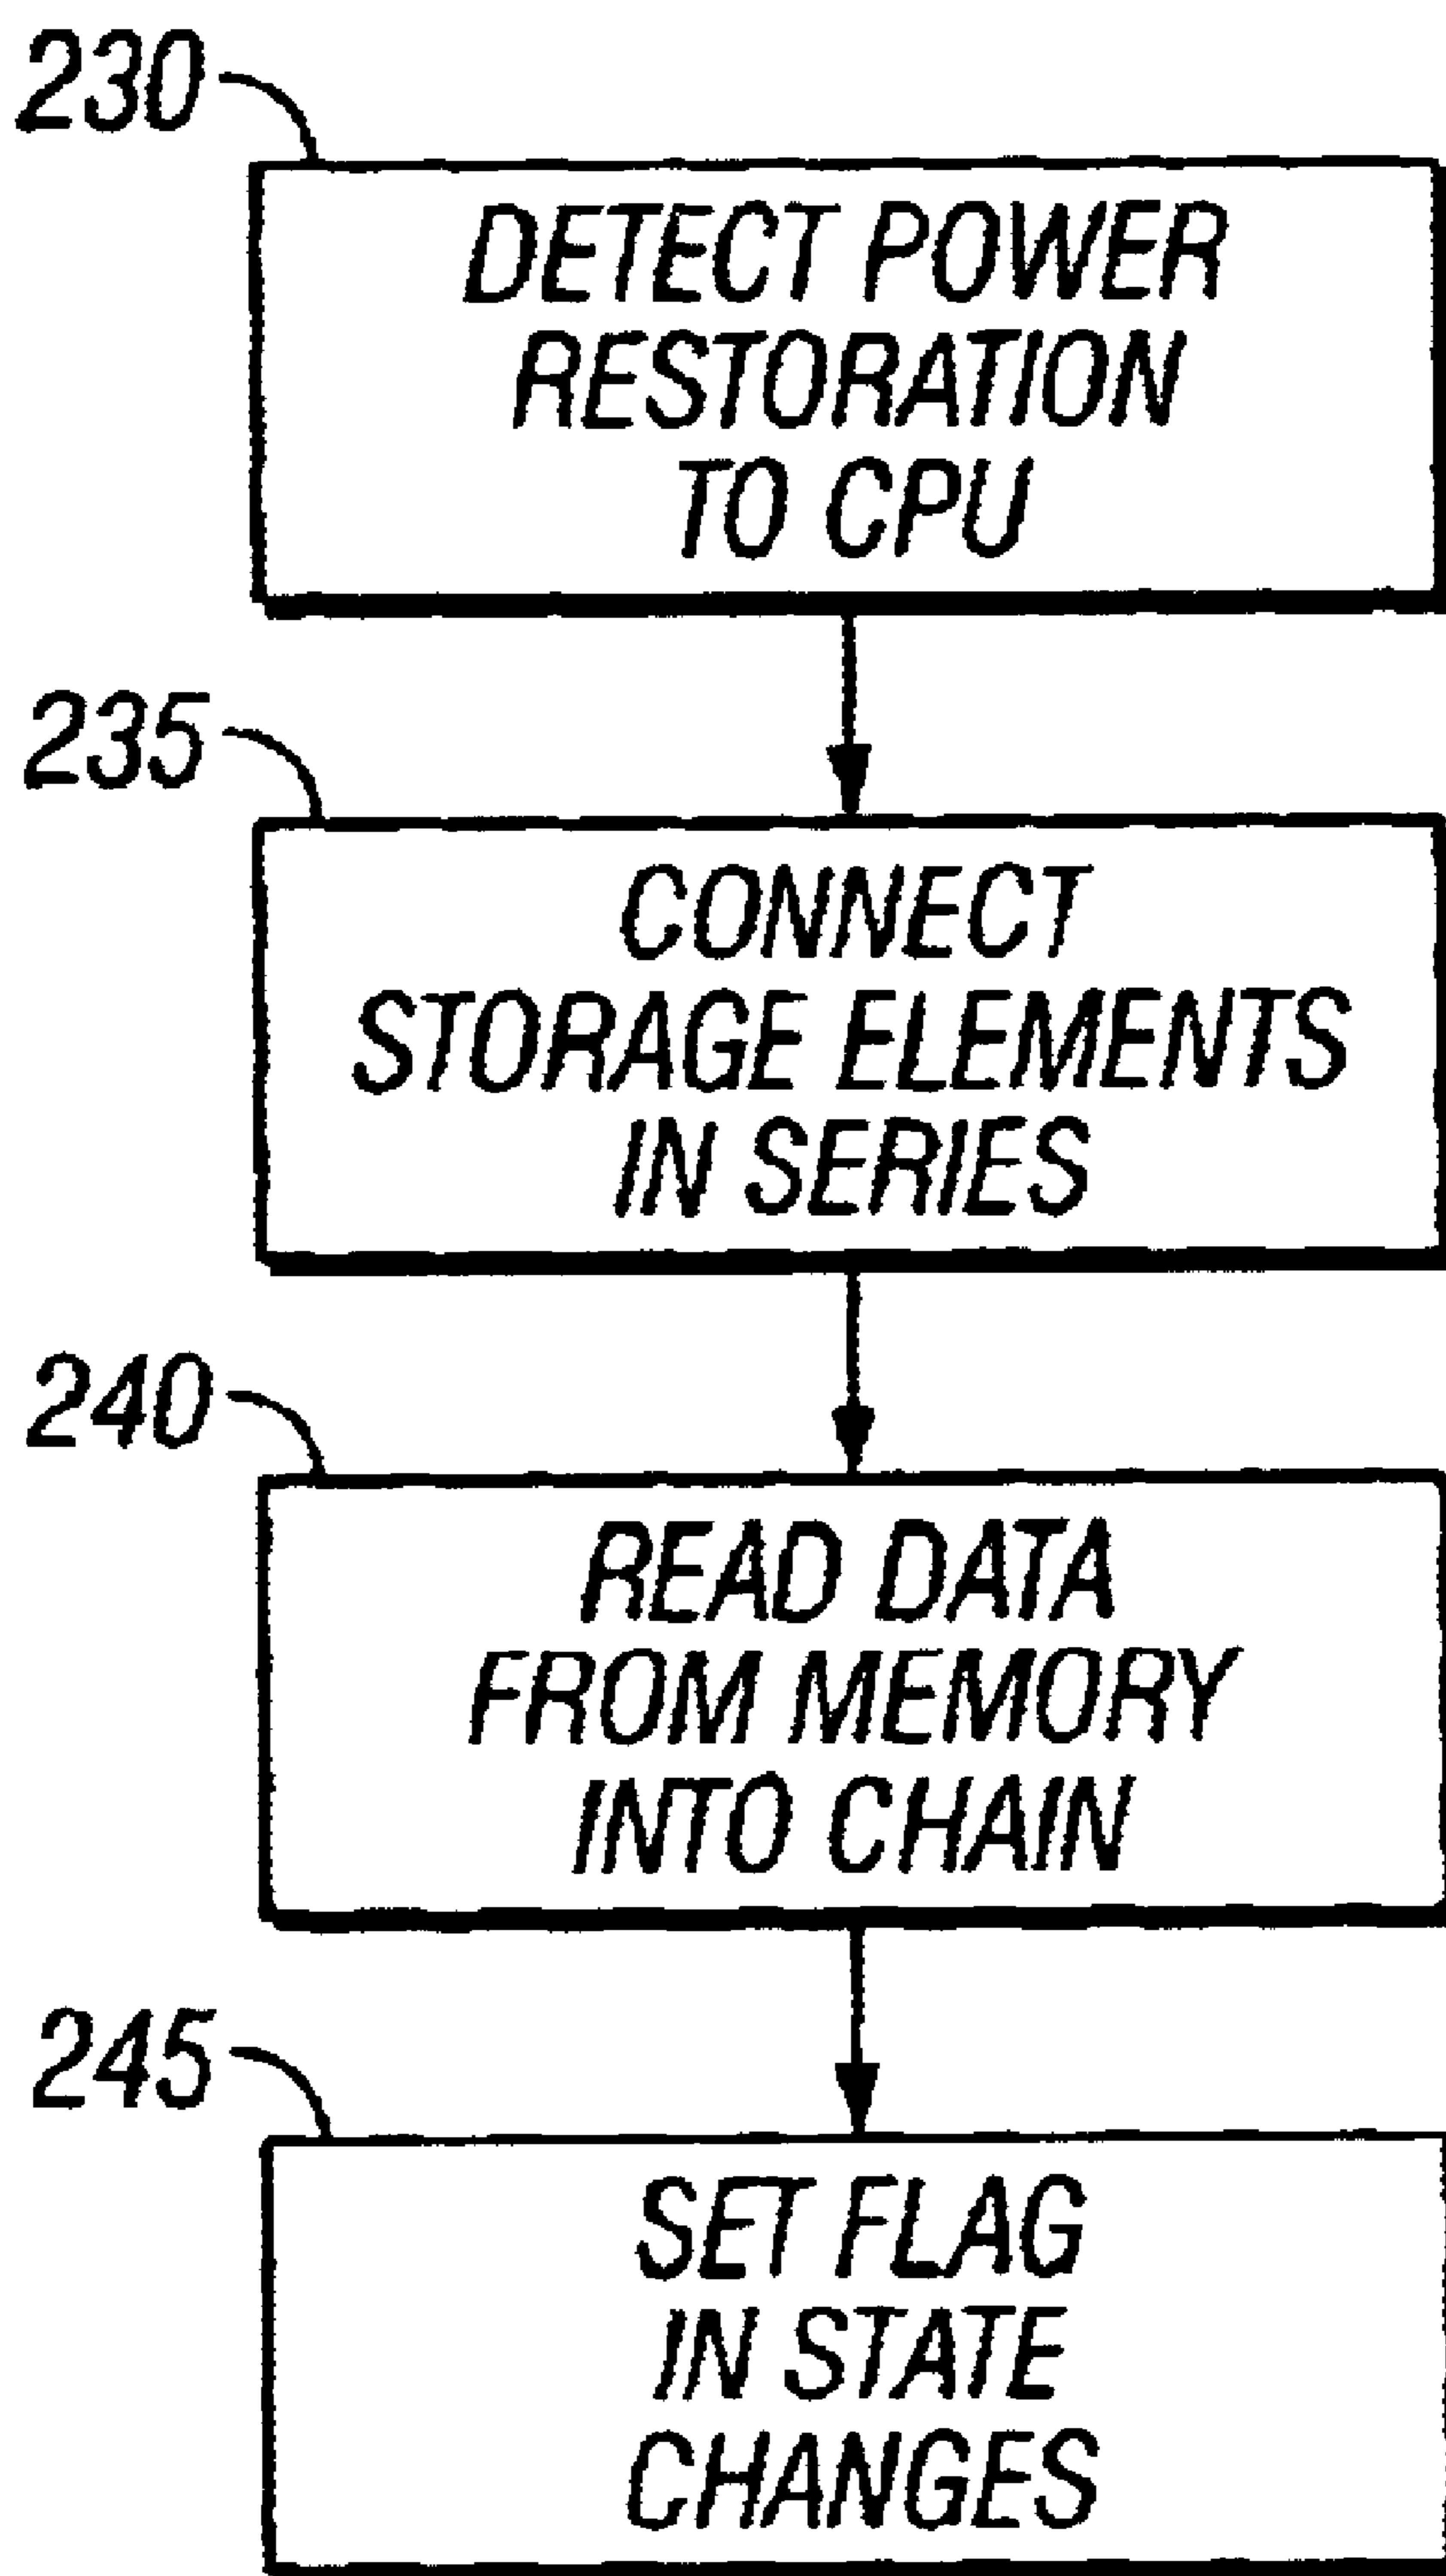 230
DETECT POWER
RESTORATION
TO CPU
235
CONNECT
STORAGE ELEMENTS
IN SERIES
240
READ DATA
FROM MEMORY
INTO CHAIN
245
SET FLAG
IN STATE
CHANGES